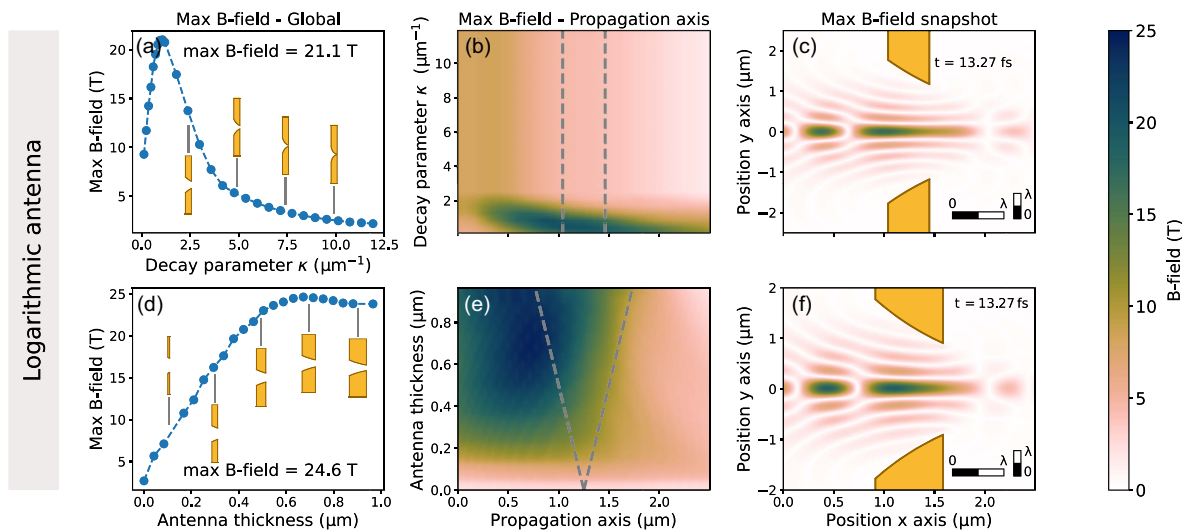 Logarithmic antenna
Max B-field - Global
Max B-field - Propagation axis
Max B-field snapshot
(a)
max B-field = 21.1 T
Max B-field (T)
20
15
10
5
0.0 2.5 5.0 7.5 10.0 12.5
Decay parameter κ (μm⁻¹)
(b)
Decay parameter κ (μm⁻¹)
10
8
6
4
2
(c)
t = 13.27 fs
Position y axis (μm)
2
1
0
−1
−2
0 λ
λ
0
(d)
max B-field = 24.6 T
Max B-field (T)
25
20
15
10
5
0.0 0.2 0.4 0.6 0.8 1.0
Antenna thickness (μm)
(e)
Antenna thickness (μm)
0.8
0.6
0.4
0.2
0.0
0.0 0.5 1.0 1.5 2.0
Propagation axis (μm)
(f)
t = 13.27 fs
Position y axis (μm)
2
1
0
−1
−2
0 λ
λ
0
0.0 0.5 1.0 1.5 2.0
Position x axis (μm)
25
20
15
10
5
0
B-field (T)